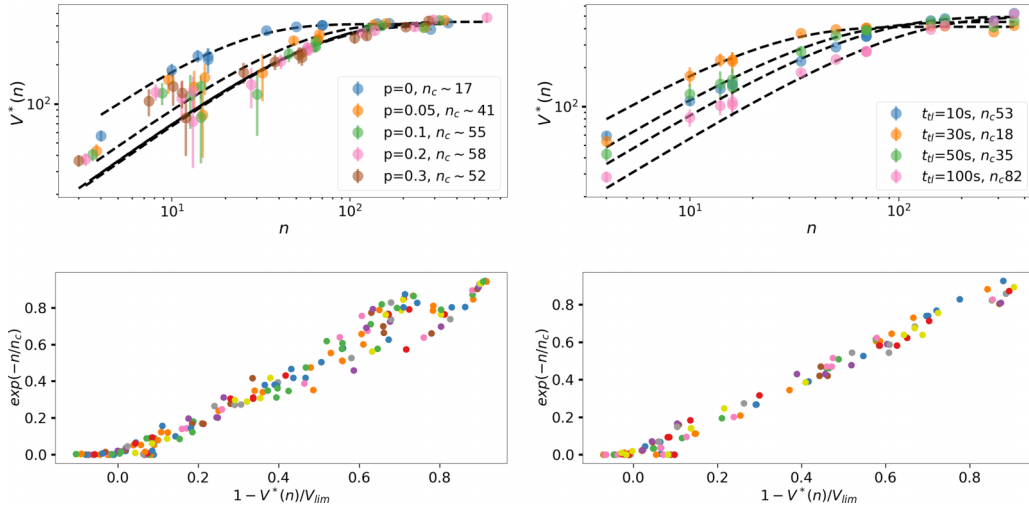 V*(n)
10²
p=0, n_c ~ 17
p=0.05, n_c ~ 41
p=0.1, n_c ~ 55
p=0.2, n_c ~ 58
p=0.3, n_c ~ 52
10¹ 10²
n
V*(n)
10²
t_tl=10s, n_c53
t_tl=30s, n_c18
t_tl=50s, n_c35
t_tl=100s, n_c82
10¹ 10²
n
exp(−n/n_c)
0.8
0.6
0.4
0.2
0.0
0.0 0.2 0.4 0.6 0.8
1 − V*(n)/V_lim
exp(−n/n_c)
0.8
0.6
0.4
0.2
0.0
0.0 0.2 0.4 0.6 0.8
1 − V*(n)/V_lim